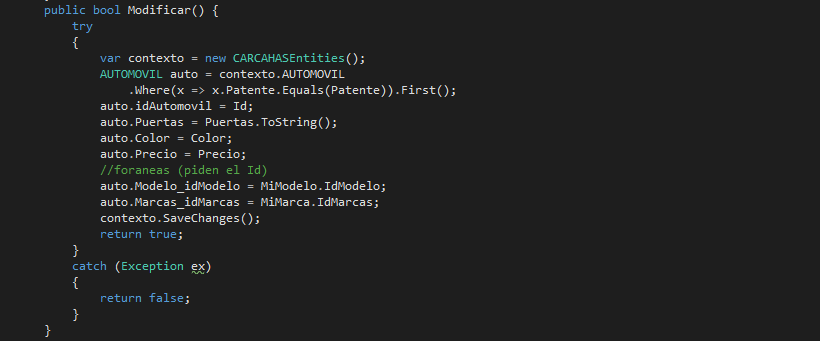 public bool Modificar() {
try
{
var contexto = new CARCAHASEntities();
AUTOMOVIL auto = contexto.AUTOMOVIL
.Where(x => x.Patente.Equals(Patente)).First();
auto.idAutomovil = Id;
auto.Puertas = Puertas.ToString();
auto.Color = Color;
auto.Precio = Precio;
//foraneas (piden el Id)
auto.Modelo_idModelo = MiModelo.IdModelo;
auto.Marcas_idMarcas = MiMarca.IdMarcas;
contexto.SaveChanges();
return true;
}
catch (Exception ex)
{
return false;
}
}